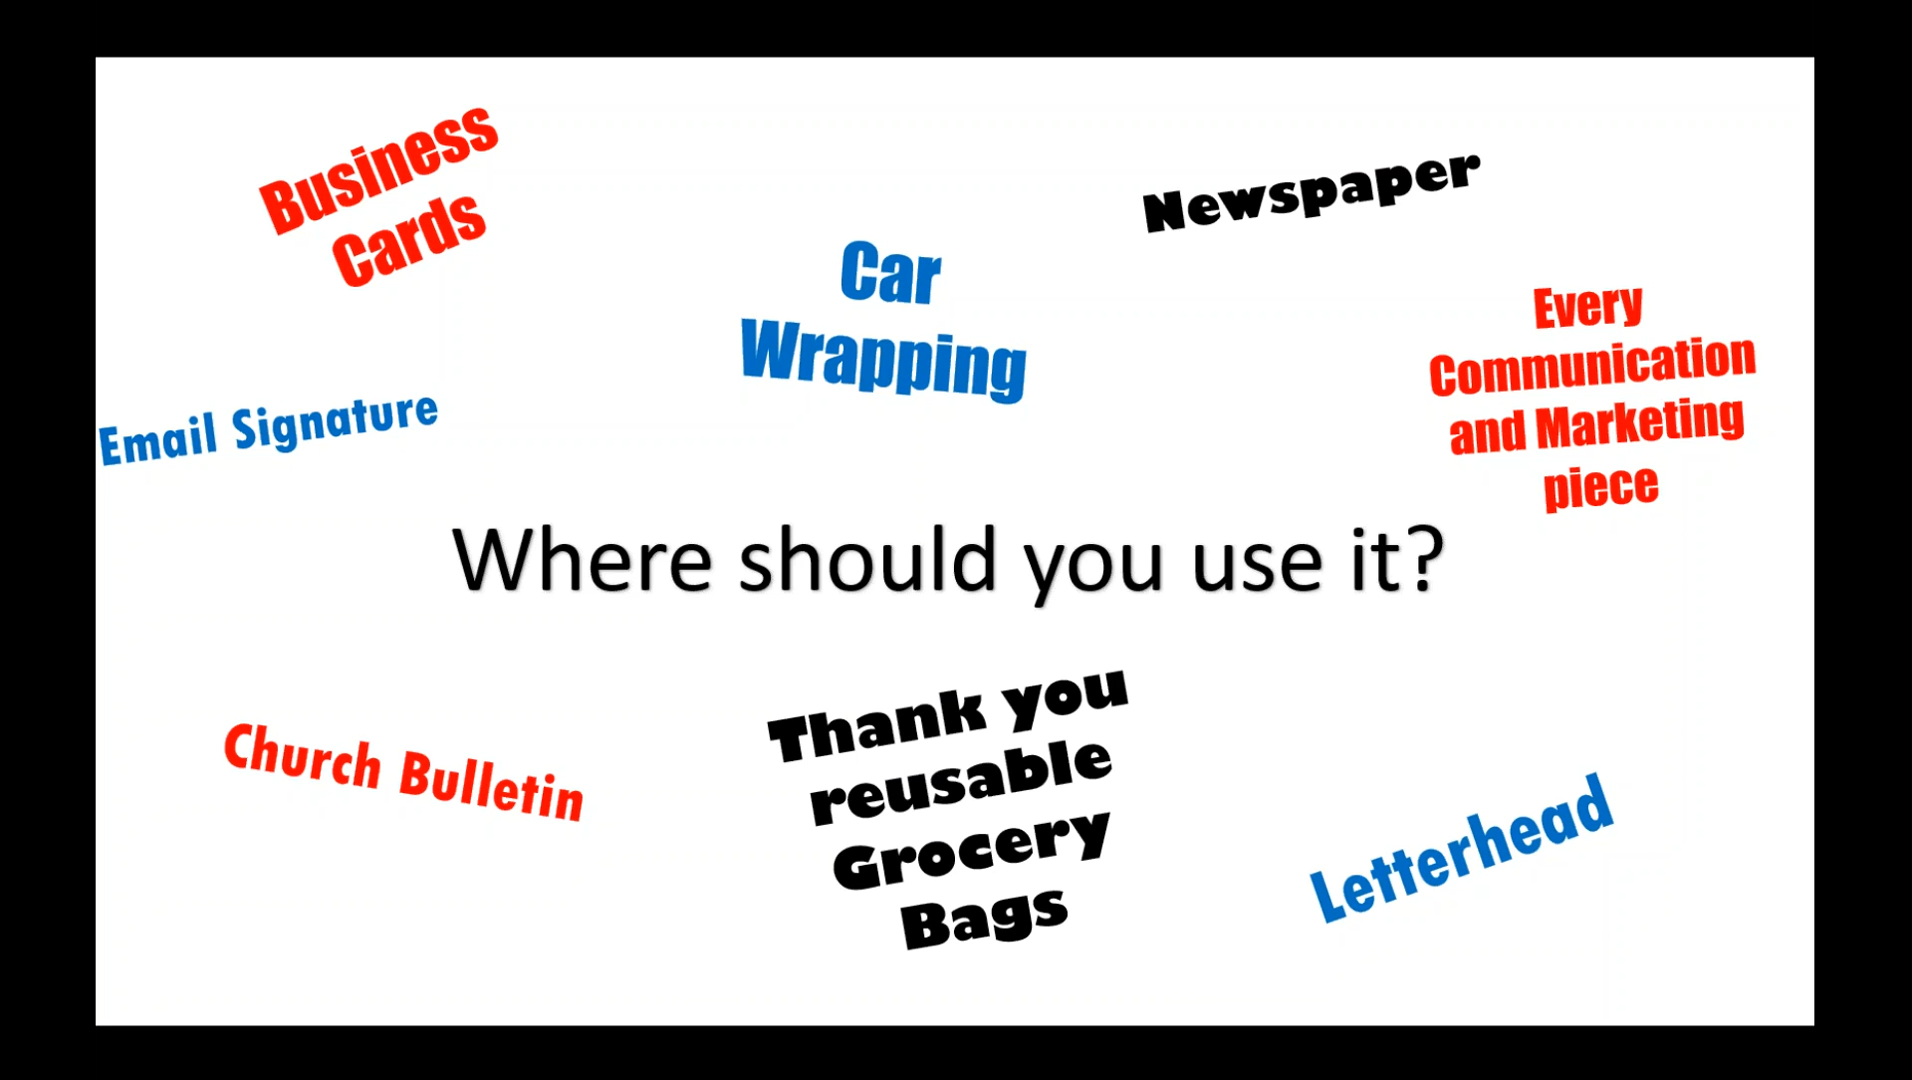 Business
Cards
Newspaper
Car
Wrapping
Every
Communication
and Marketing
piece
Email Signature
Where should you use it?
Thank you
reusable
Grocery
Bags
Church Bulletin
Letterhead